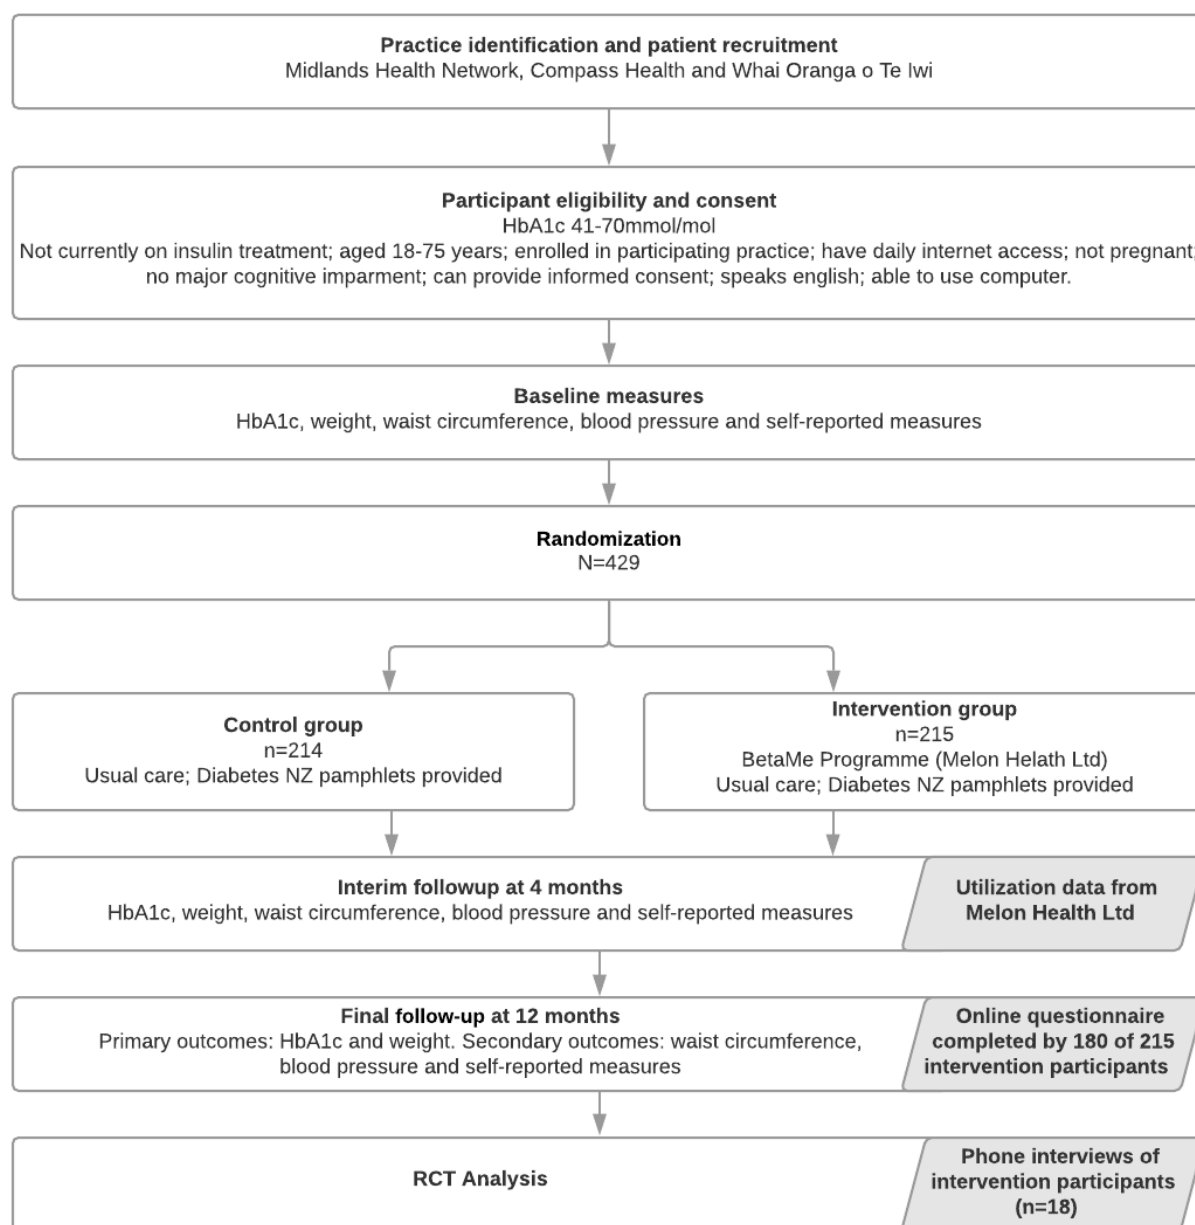 Practice identification and patient recruitment
Midlands Health Network, Compass Health and Whai Oranga o Te Iwi
Participant eligibility and consent
HbA1c 41-70mmol/mol
Not currently on insulin treatment; aged 18-75 years; enrolled in participating practice; have daily internet access; not pregnant;
no major cognitive imparment; can provide informed consent; speaks english; able to use computer.
Baseline measures
HbA1c, weight, waist circumference, blood pressure and self-reported measures
Randomization
N=429
Control group
n=214
Usual care; Diabetes NZ pamphlets provided
Intervention group
n=215
BetaMe Programme (Melon Helath Ltd)
Usual care; Diabetes NZ pamphlets provided
Interim followup at 4 months
HbA1c, weight, waist circumference, blood pressure and self-reported measures
Utilization data from
Melon Health Ltd
Final follow-up at 12 months
Primary outcomes: HbA1c and weight. Secondary outcomes: waist circumference,
blood pressure and self-reported measures
Online questionnaire
completed by 180 of 215
intervention participants
RCT Analysis
Phone interviews of
intervention participants
(n=18)